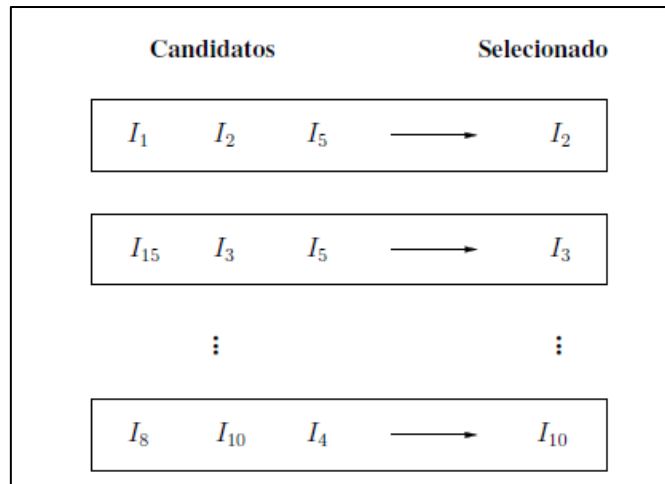 Candidatos Selecionado
I₁ I₂ I₅ ⟶ I₂
I₁₅ I₃ I₅ ⟶ I₃
⋮ ⋮
I₈ I₁₀ I₄ ⟶ I₁₀